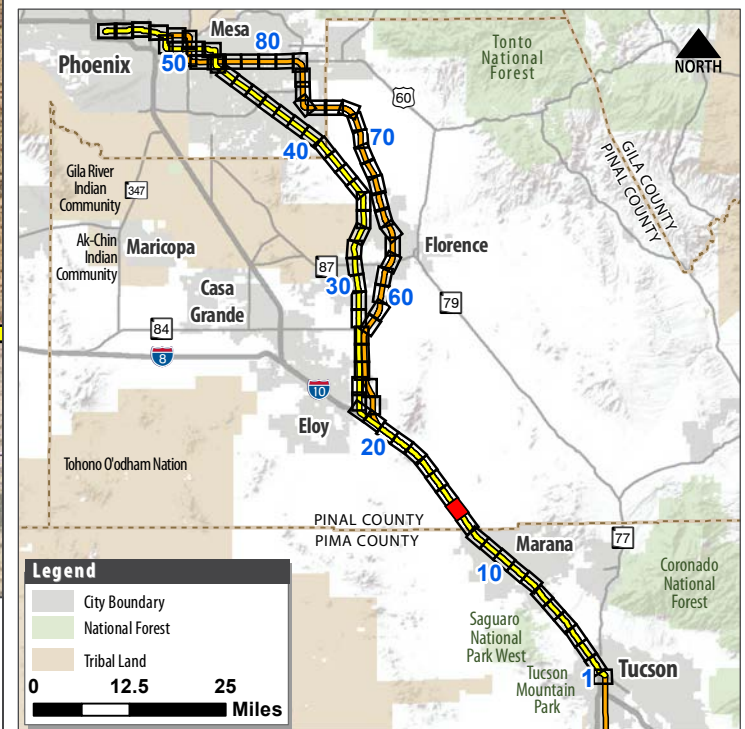 Mesa
80
Phoenix
50
Tonto
National
Forest
NORTH
60
70
40
GILA COUNTY
PINAL COUNTY
Gila River
Indian
Community
347
Ak-Chin
Indian
Community
Maricopa
Florence
87
30
60
Casa
Grande
79
84
8
10
Eloy
20
Tohono O'odham Nation
PINAL COUNTY
PIMA COUNTY
Marana
77
10
Coronado
National
Forest
Saguaro
National
Park West
Tucson
Mountain
Park
1
Tucson
Legend
City Boundary
National Forest
Tribal Land
0 12.5 25
Miles